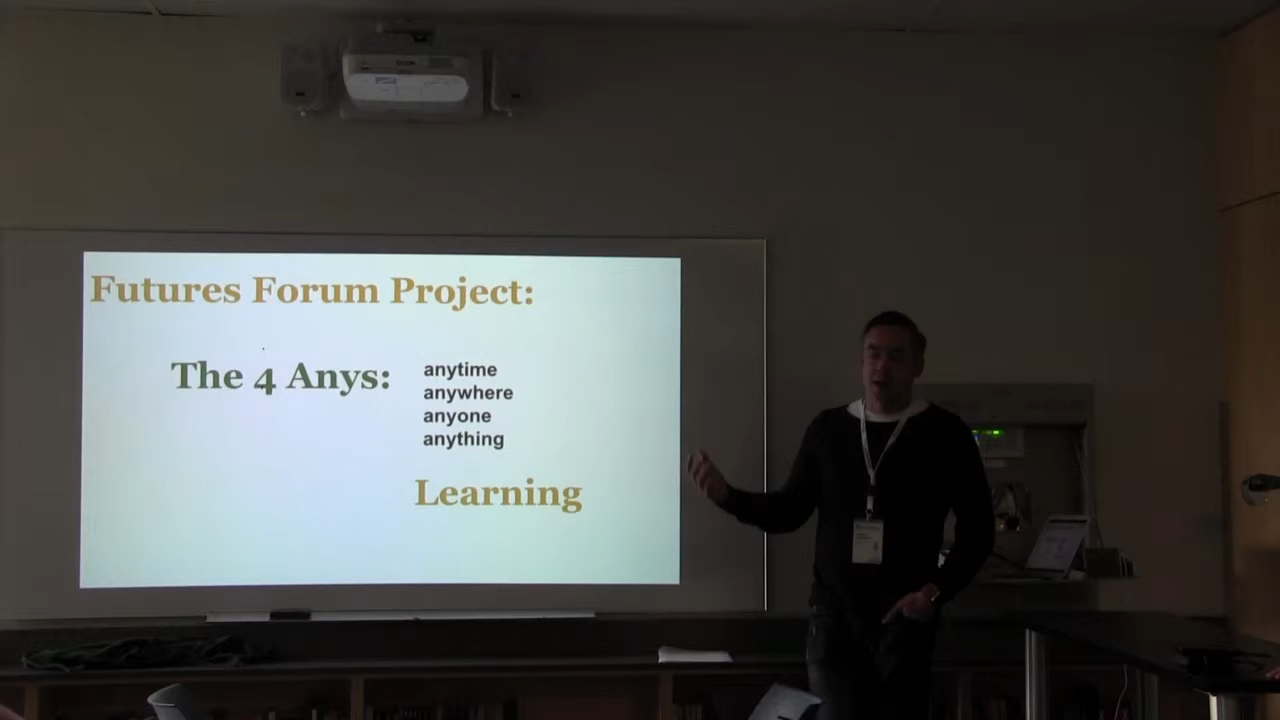 Futures Forum Project:
The 4 Anys:
anytime
anywhere
anyone
anything
Learning